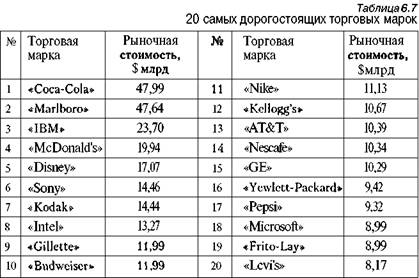 Таблица 6.7
20 самых дорогостоящих торговых марок
№ Торговая марка Рыночная стоимость, $ млрд № Торговая марка Рыночная стоимость, $млрд
1 «Coca-Cola» 47,99 11 «Nike» 11,13
2 «Marlboro» 47,64 12 «Kellogg's» 10,67
3 «IBM» 23,70 13 «AT&T» 10,39
4 «McDonald's» 19,94 14 «Nescafe» 10,34
5 «Disney» 17,07 15 «GE» 10,29
6 «Sony» 14,46 16 «Yewlett-Packard» 9,42
7 «Kodak» 14,44 17 «Pepsi» 9,32
8 «Intel» 13,27 18 «Microsoft» 8,99
9 «Gillette» 11,99 19 «Frito-Lay» 8,99
10 «Budweiser» 11,99 20 «Levi's» 8,17